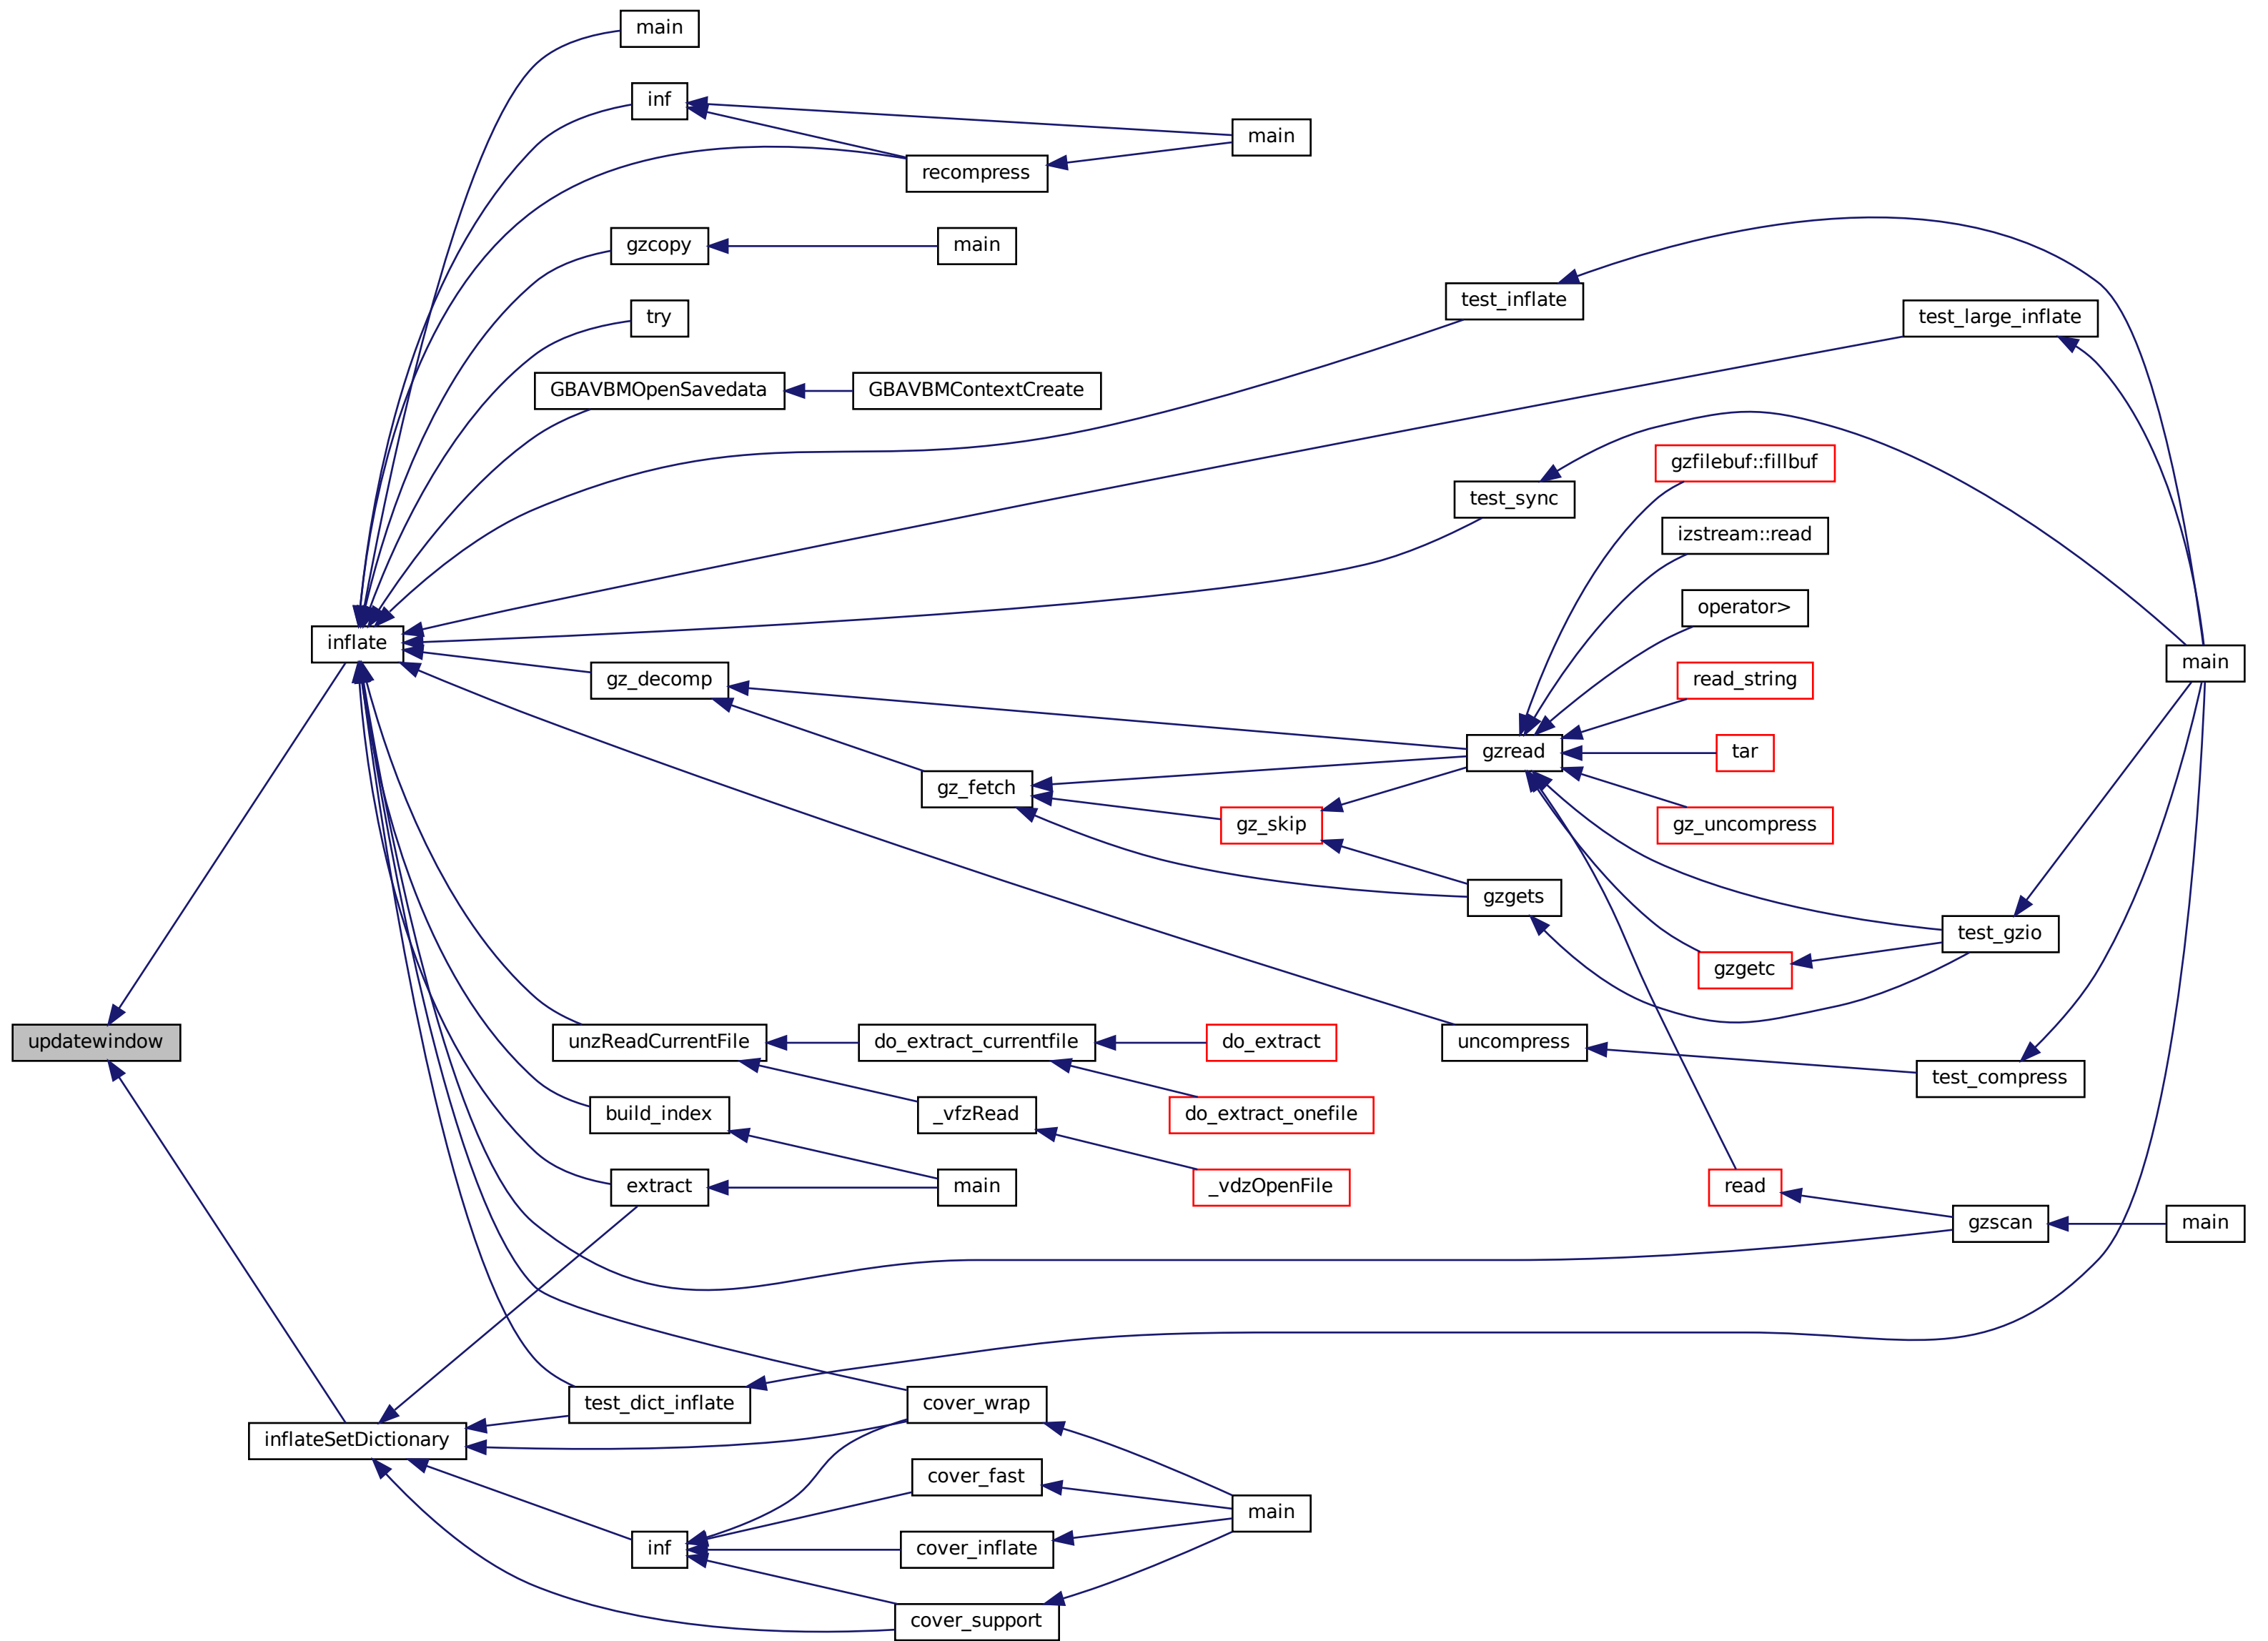 main
inf
main
recompress
gzcopy
main
test_inflate
try
test_large_inflate
GBAVBMOpenSavedata
GBAVBMContextCreate
gzfilebuf::fillbuf
test_sync
izstream::read
operator>
inflate
main
gz_decomp
read_string
gzread
tar
gz_fetch
gz_skip
gz_uncompress
gzgets
test_gzio
gzgetc
updatewindow
unzReadCurrentFile
do_extract_currentfile
do_extract
uncompress
test_compress
build_index
_vfzRead
do_extract_onefile
extract
main
_vdzOpenFile
read
gzscan
main
test_dict_inflate
cover_wrap
inflateSetDictionary
cover_fast
main
inf
cover_inflate
cover_support